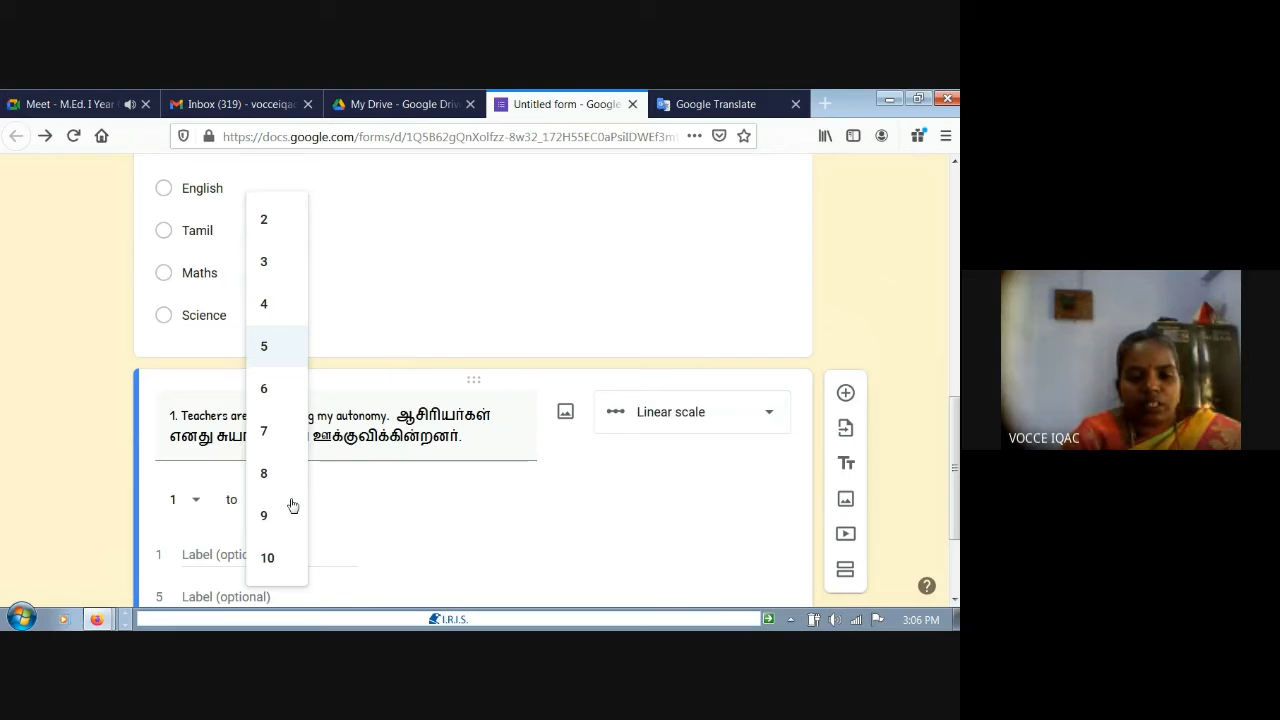 Meet - M.Ed. I Year
Inbox (319) - vocceiqa
My Drive - Google Driv
Untitled form - Google
Google Translate
https://docs.google.com/forms/d/1Q5B62gQnXolfzz-8w32_172H55EC0aPsiIDWEf3m
English
Tamil
Maths
Science
2
3
4
5
6
7
8
9
10
1. Teachers are my autonomy. ஆசிரியர்கள்
எனது ஊக்குவிக்கின்றனர்.
Linear scale
1 to
1 Label
5 Label (optional)
VOCCE IQAC
I.R.I.S.
3:06 PM